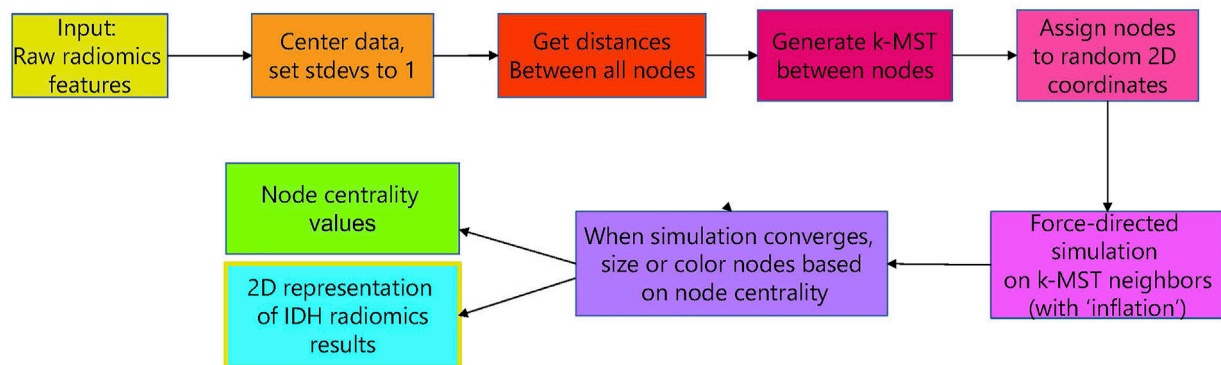 Input:
Raw radiomics
features
Center data,
set stdevs to 1
Get distances
Between all nodes
Generate k-MST
between nodes
Assign nodes
to random 2D
coordinates
Force-directed
simulation
on k-MST neighbors
(with ‘inflation’)
When simulation converges,
size or color nodes based
on node centrality
Node centrality
values
2D representation
of IDH radiomics
results